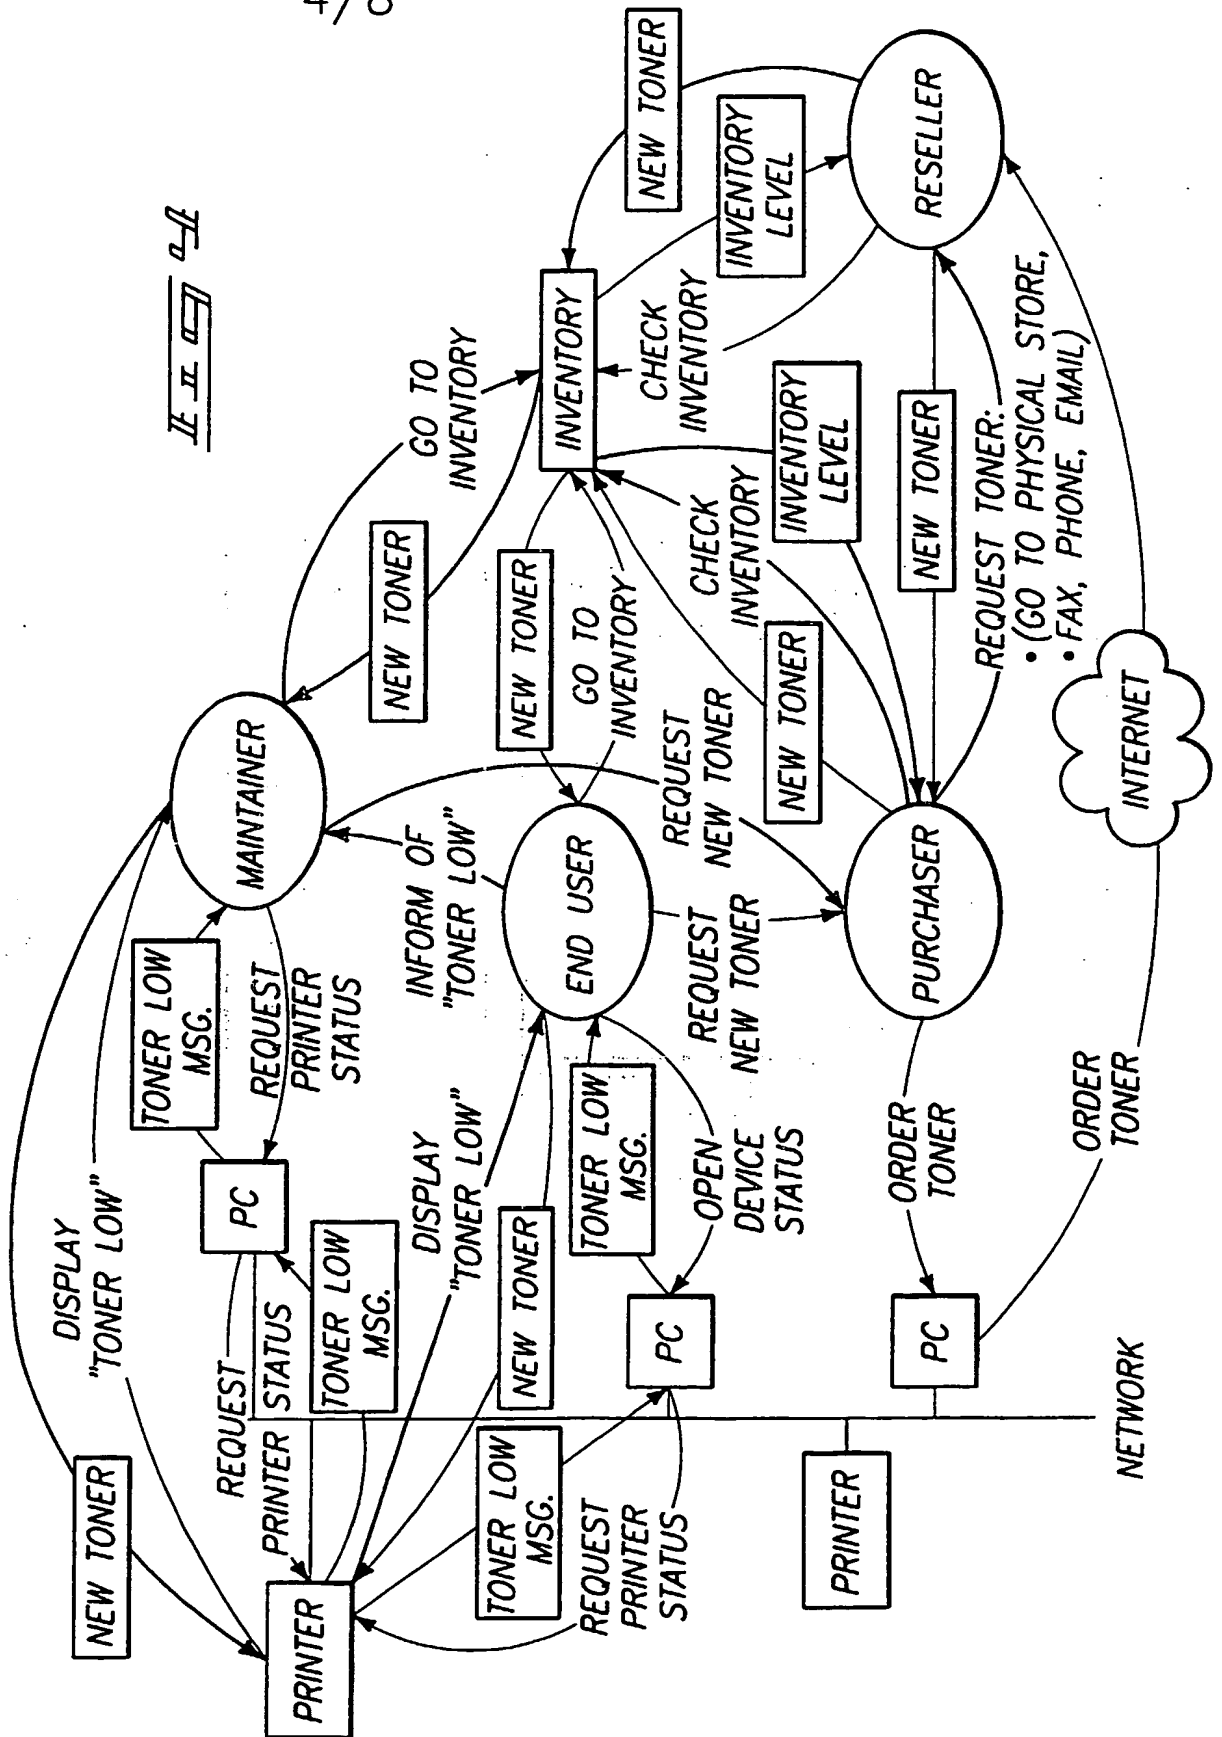 4/8
Fig 4
NEW TONER
DISPLAY
"TONER LOW"
MAINTAINER
TONER LOW
MSG.
REQUEST
PRINTER
STATUS
PC
REQUEST
PRINTER STATUS
TONER LOW
MSG.
PRINTER
NEW TONER
GO TO
INVENTORY
INVENTORY
NEW TONER
INFORM OF
"TONER LOW"
DISPLAY
"TONER LOW"
NEW TONER
END USER
NEW TONER
GO TO
INVENTORY
TONER LOW
MSG.
OPEN
DEVICE
STATUS
PC
TONER LOW
MSG.
REQUEST
PRINTER
STATUS
REQUEST
NEW TONER
REQUEST
NEW TONER
CHECK
INVENTORY
INVENTORY
LEVEL
CHECK
INVENTORY
INVENTORY
LEVEL
NEW TONER
PURCHASER
NEW TONER
RESELLER
REQUEST TONER:
• (GO TO PHYSICAL STORE,
• FAX, PHONE, EMAIL)
ORDER
TONER
PC
PRINTER
INTERNET
ORDER
TONER
NETWORK